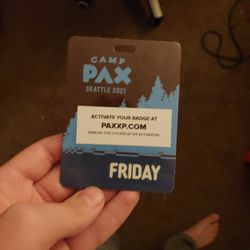 CAMP
PAX
SEATTLE 2021
ACTIVATE YOUR BADGE AT
PAXXP.COM
REMOVE THIS STICKER AFTER ACTIVATION
FRIDAY